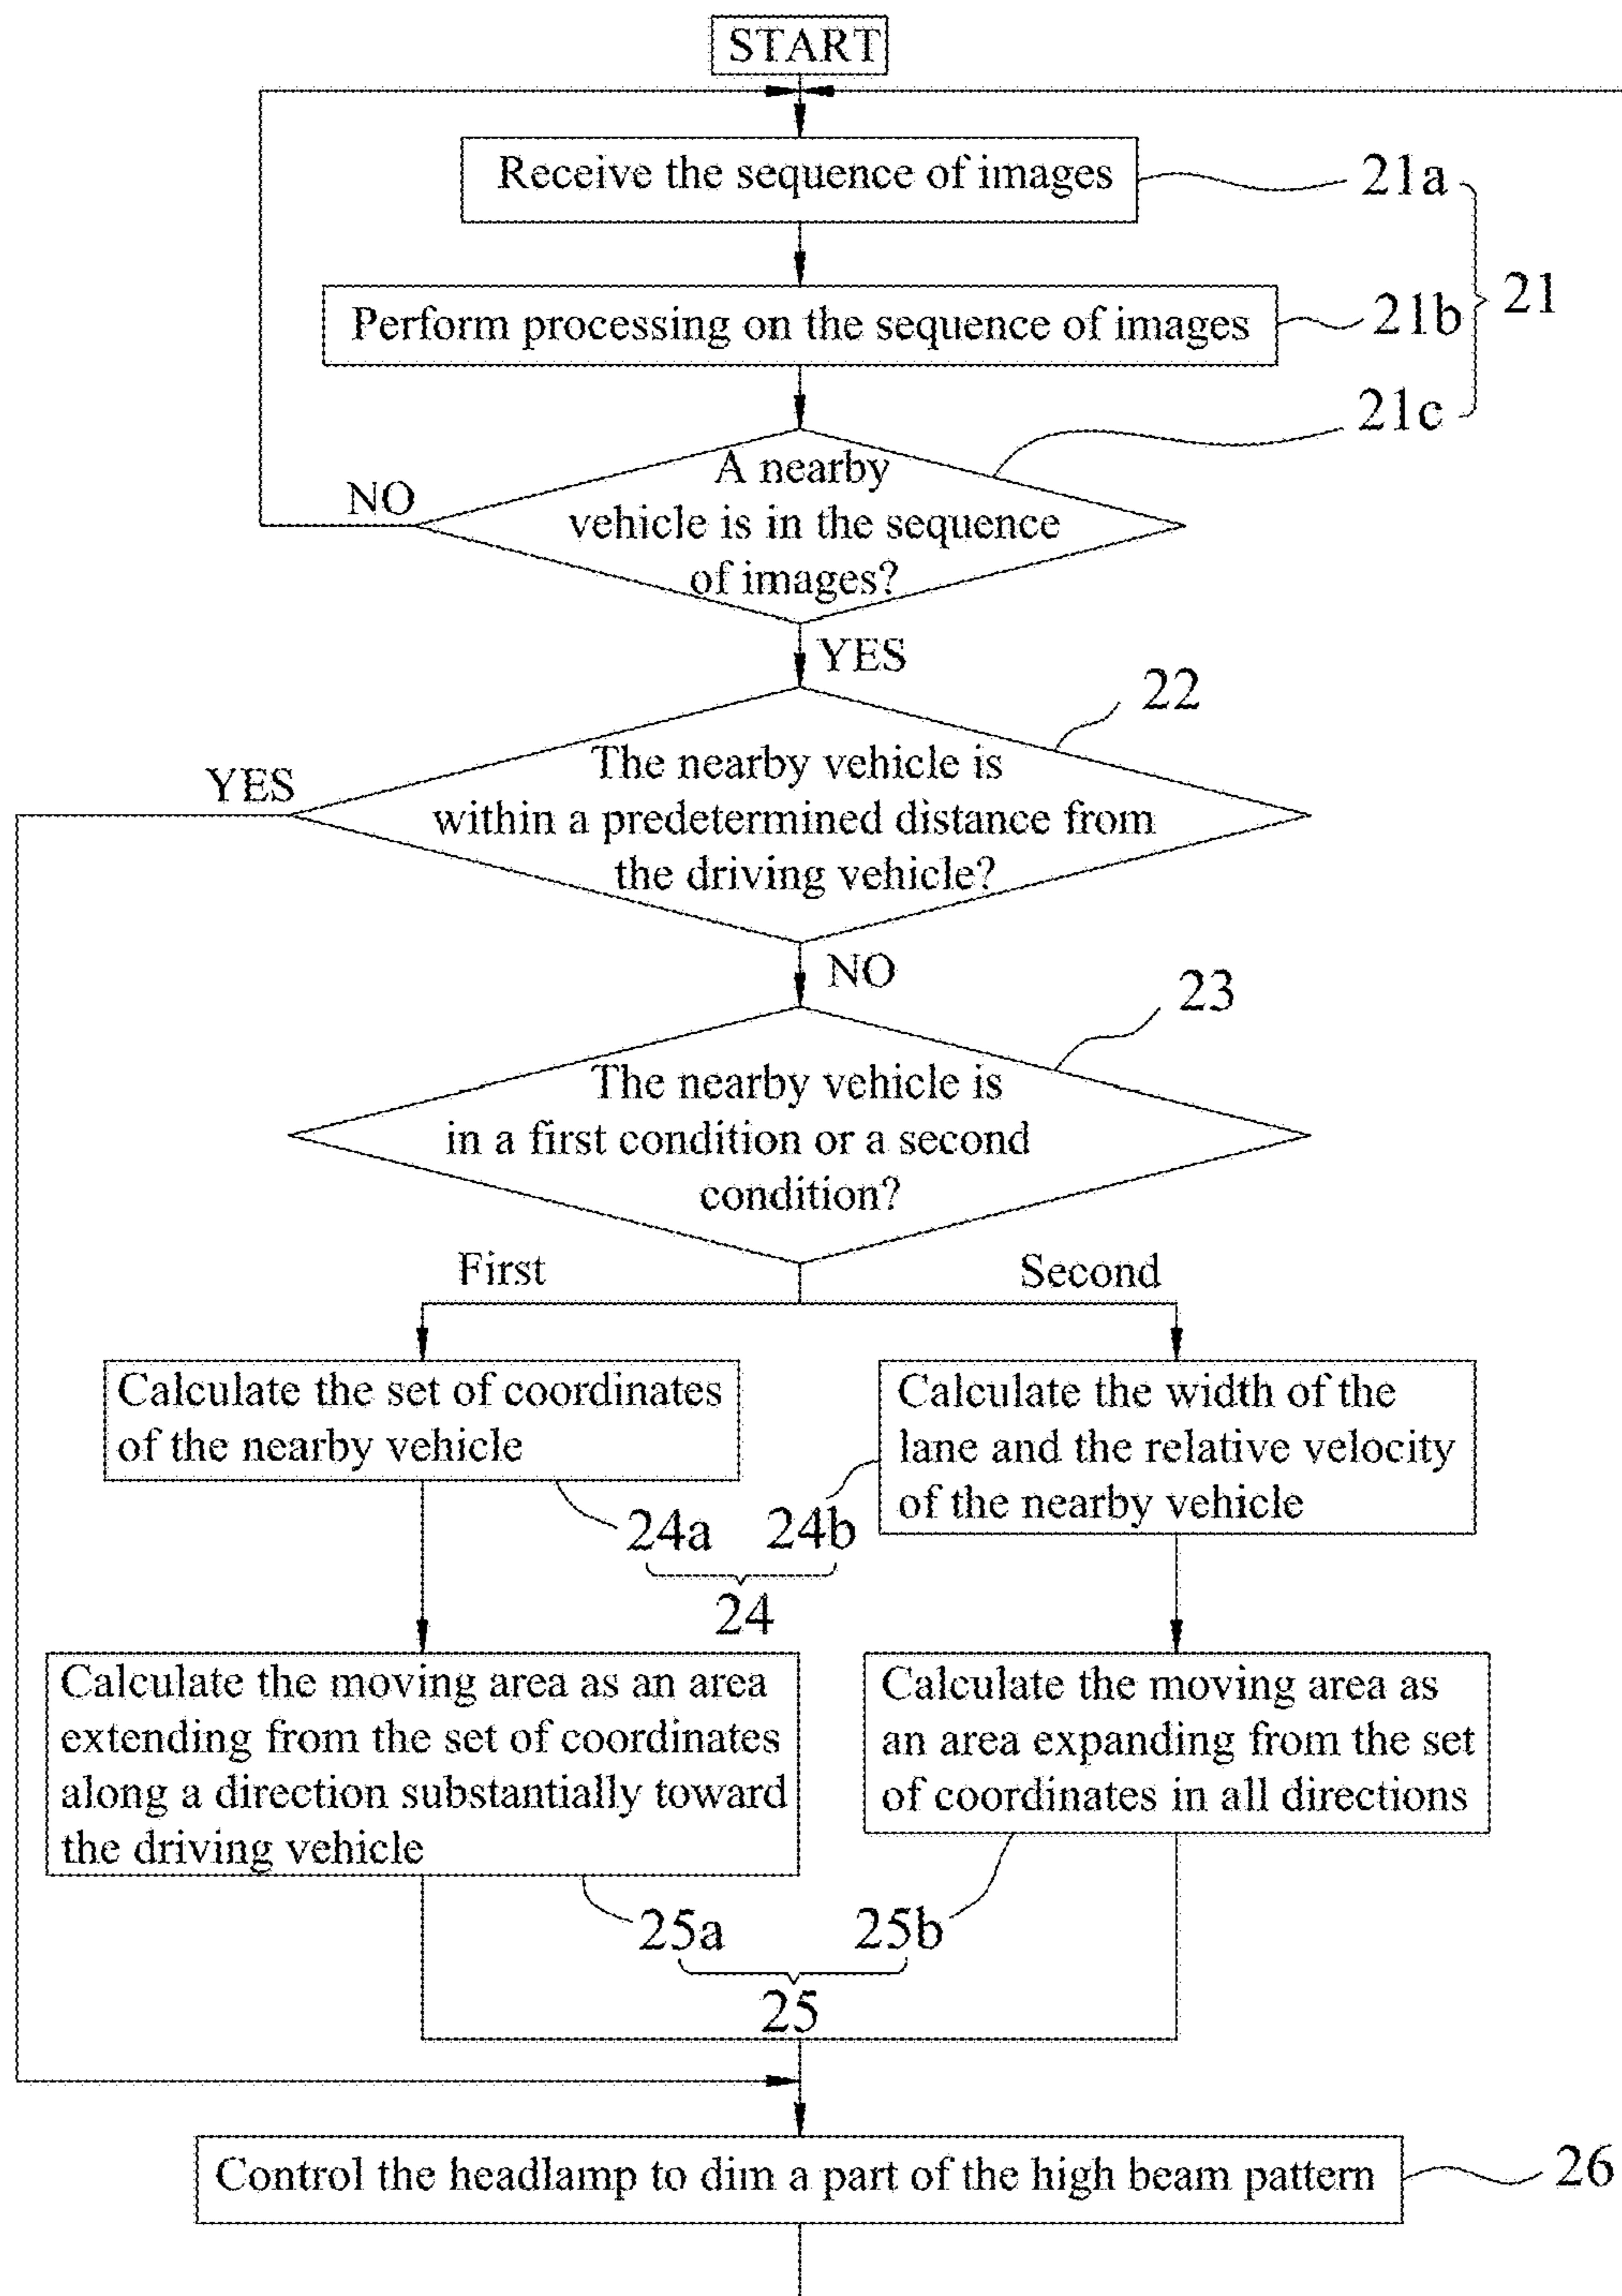 START
Receive the sequence of images
21a
Perform processing on the sequence of images
21b
21
21c
A nearby
vehicle is in the sequence
of images?
NO
YES
22
The nearby vehicle is
within a predetermined distance from
the driving vehicle?
YES
NO
23
The nearby vehicle is
in a first condition or a second
condition?
First
Second
Calculate the set of coordinates
of the nearby vehicle
Calculate the width of the
lane and the relative velocity
of the nearby vehicle
24a
24b
24
Calculate the moving area as an area
extending from the set of coordinates
along a direction substantially toward
the driving vehicle
Calculate the moving area as
an area expanding from the set
of coordinates in all directions
25a
25b
25
Control the headlamp to dim a part of the high beam pattern
26